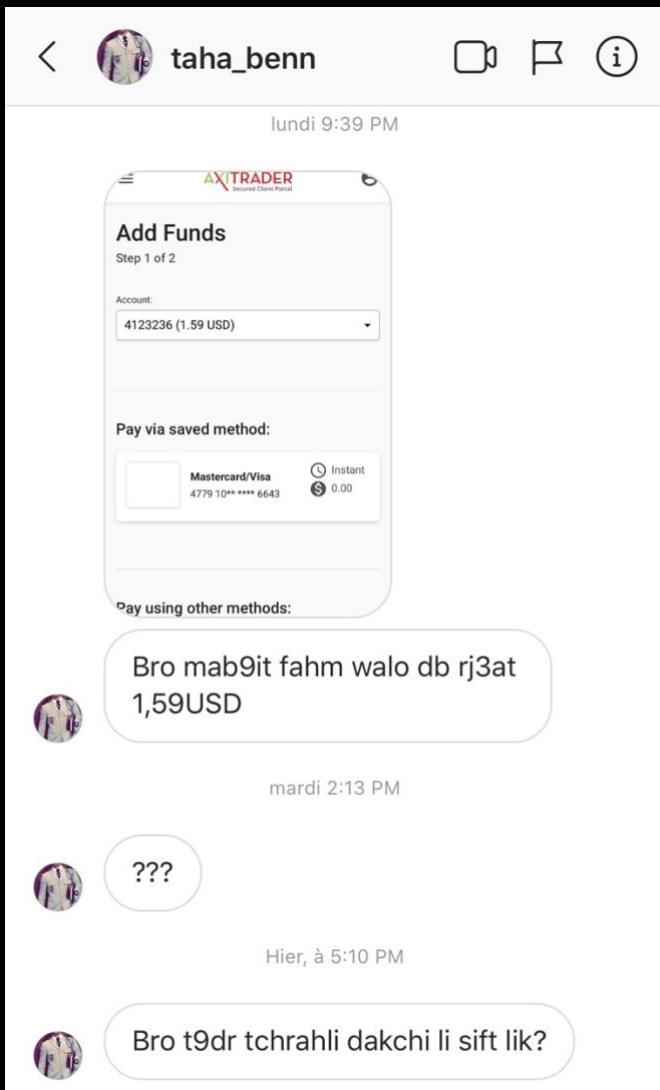 taha_benn
lundi 9:39 PM
AXITRADER
Secured Client Portal
Add Funds
Step 1 of 2
Account:
4123236 (1.59 USD)
Pay via saved method:
Mastercard/Visa
4779 10** **** 6643
Instant
0.00
Pay using other methods:
Bro mab9it fahm walo db rj3at
1,59USD
mardi 2:13 PM
???
Hier, à 5:10 PM
Bro t9dr tchrahli dakchi li sift lik?